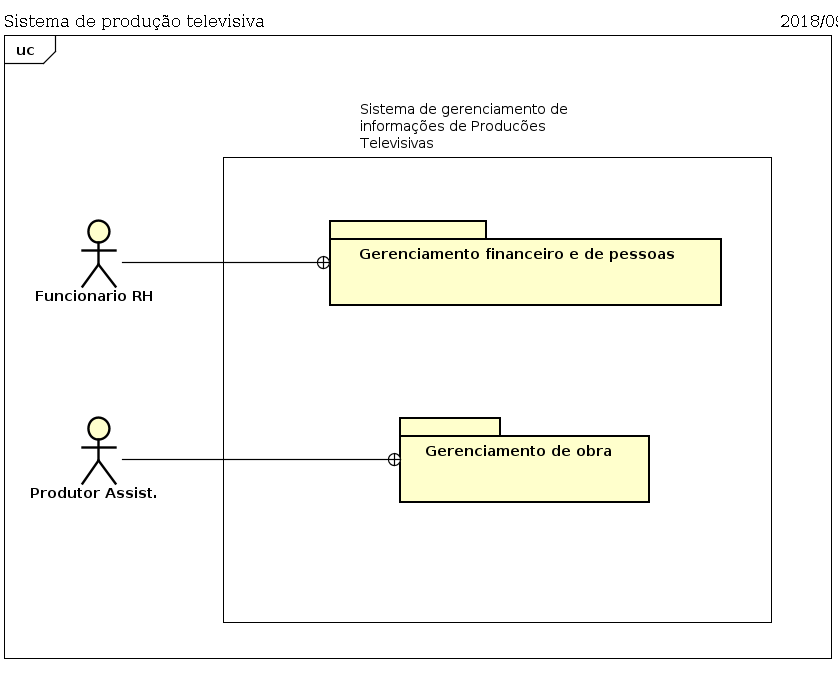 Sistema de produção televisiva
2018/09
uc
Sistema de gerenciamento de
informações de Producões
Televisivas
Gerenciamento financeiro e de pessoas
Funcionario RH
Gerenciamento de obra
Produtor Assist.